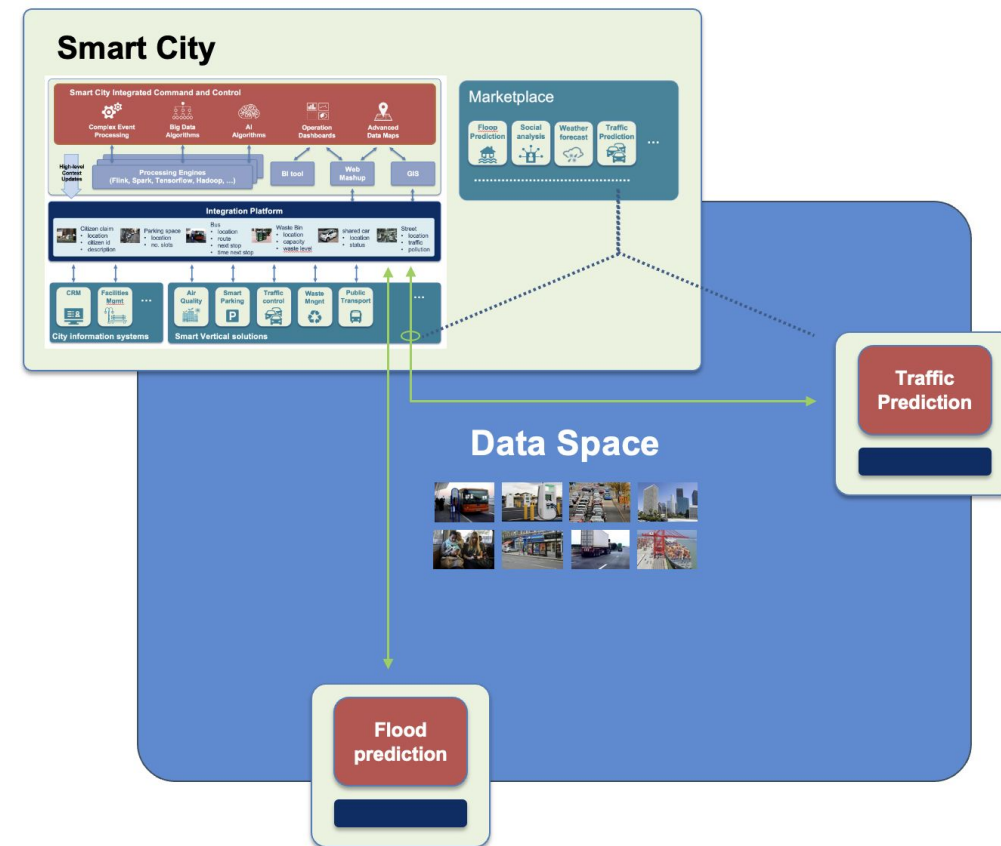 Smart City
Smart City Integrated Command and Control
Complex Event
Processing
Big Data
Algorithms
AI
Algorithms
Operation
Dashboards
Advanced
Data Maps
High-level
Context
Updates
Processing Engines
(Flink, Spark, Tensorflow, Hadoop, ...)
BI tool
Web
Mashup
GIS
Integration Platform
Citizen claim
• location
• citizen id
• description
Parking space
• location
• no. slots
Bus
• location
• route
• next stop
• time next stop
Waste Bin
• location
• capacity
• waste level
shared car
• location
• status
Street
• location
• traffic
• pollution
CRM
Facilities
Mgmt
...
City information systems
Air
Quality
Smart
Parking
P
Traffic
control
Waste
Mngnt
Public
Transport
...
Smart Vertical solutions
Marketplace
Floop
Prediction
Social
analysis
Weather
forecast
Traffic
Prediction
...
Data Space
Traffic
Prediction
Flood
prediction